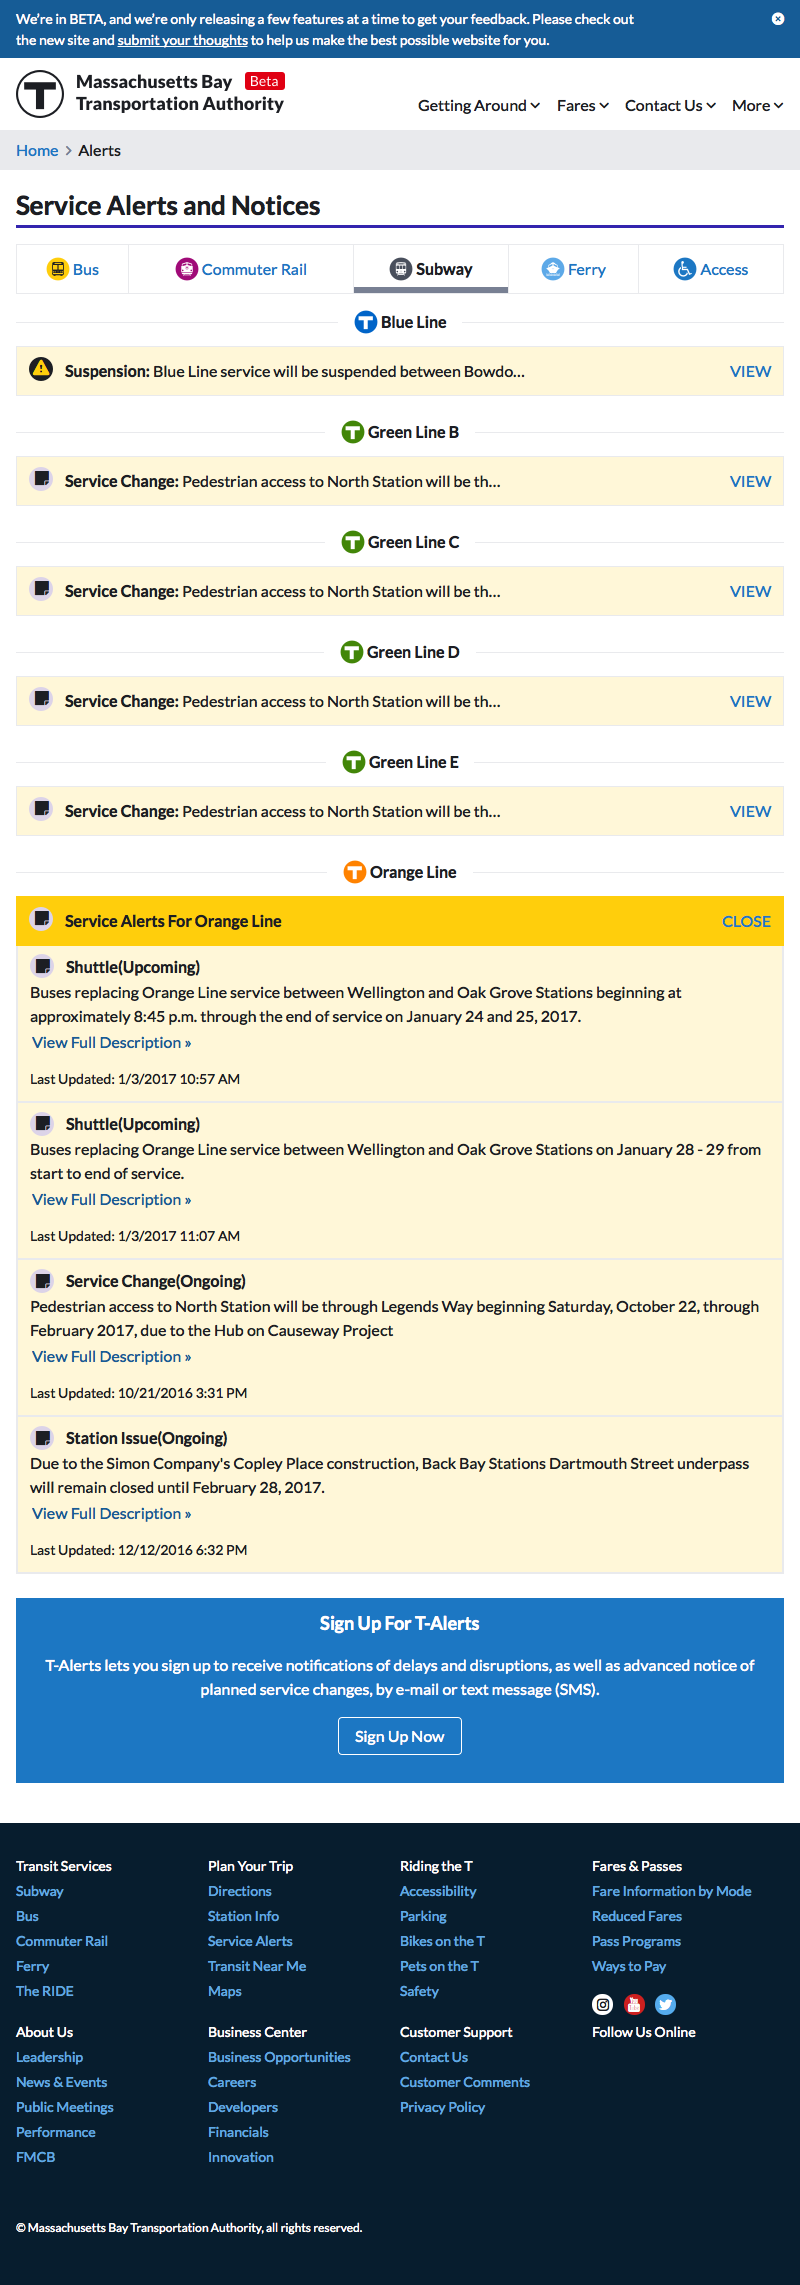 We're in BETA, and we're only releasing a few features at a time to get your feedback. Please check out
the new site and submit your thoughts to help us make the best possible website for you.
Massachusetts Bay Beta
Transportation Authority
Getting Around Fares Contact Us More
Home > Alerts
Service Alerts and Notices
Bus Commuter Rail Subway Ferry Access
T Blue Line
Suspension: Blue Line service will be suspended between Bowdo... VIEW
T Green Line B
Service Change: Pedestrian access to North Station will be th... VIEW
T Green Line C
Service Change: Pedestrian access to North Station will be th... VIEW
T Green Line D
Service Change: Pedestrian access to North Station will be th... VIEW
T Green Line E
Service Change: Pedestrian access to North Station will be th... VIEW
T Orange Line
Service Alerts For Orange Line CLOSE
Shuttle(Upcoming)
Buses replacing Orange Line service between Wellington and Oak Grove Stations beginning at
approximately 8:45 p.m. through the end of service on January 24 and 25, 2017.
View Full Description »
Last Updated: 1/3/2017 10:57 AM
Shuttle(Upcoming)
Buses replacing Orange Line service between Wellington and Oak Grove Stations on January 28 - 29 from
start to end of service.
View Full Description »
Last Updated: 1/3/2017 11:07 AM
Service Change(Ongoing)
Pedestrian access to North Station will be through Legends Way beginning Saturday, October 22, through
February 2017, due to the Hub on Causeway Project
View Full Description »
Last Updated: 10/21/2016 3:31 PM
Station Issue(Ongoing)
Due to the Simon Company's Copley Place construction, Back Bay Stations Dartmouth Street underpass
will remain closed until February 28, 2017.
View Full Description »
Last Updated: 12/12/2016 6:32 PM
Sign Up For T-Alerts
T-Alerts lets you sign up to receive notifications of delays and disruptions, as well as advanced notice of
planned service changes, by e-mail or text message (SMS).
Sign Up Now
Transit Services Plan Your Trip Riding the T Fares & Passes
Subway Directions Accessibility Fare Information by Mode
Bus Station Info Parking Reduced Fares
Commuter Rail Service Alerts Bikes on the T Pass Programs
Ferry Transit Near Me Pets on the T Ways to Pay
The RIDE Maps Safety
About Us Business Center Customer Support Follow Us Online
Leadership Business Opportunities Contact Us
News & Events Careers Customer Comments
Public Meetings Developers Privacy Policy
Performance Financials
FMCB Innovation
© Massachusetts Bay Transportation Authority, all rights reserved.